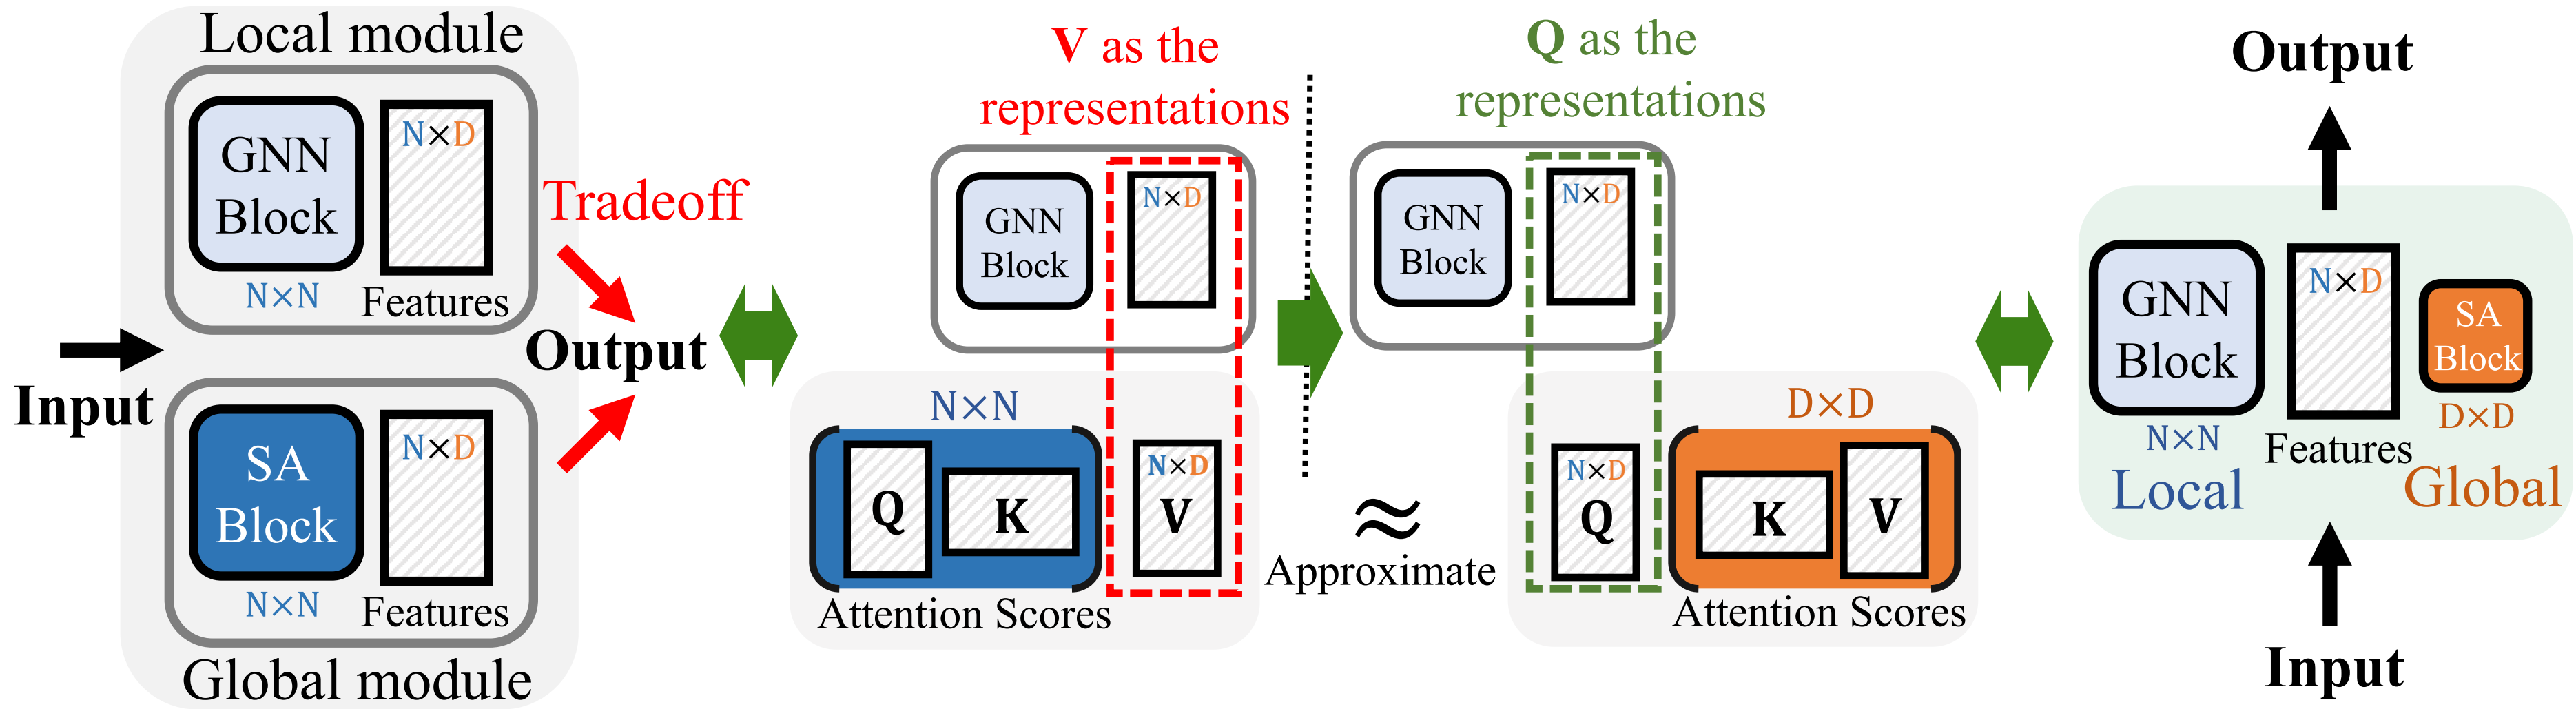 Local module
GNN
Block
N×N
N×D
Features
Input
SA
Block
N×N
N×D
Features
Global module
Tradeoff
Output
V as the
representations
GNN
Block
N×D
N×N
Q
K
N×D
V
Attention Scores
≈
Approximate
Q as the
representations
GNN
Block
N×D
N×D
Q
D×D
K
V
Attention Scores
Output
GNN
Block
N×N
Local
N×D
Features
SA
Block
D×D
Global
Input